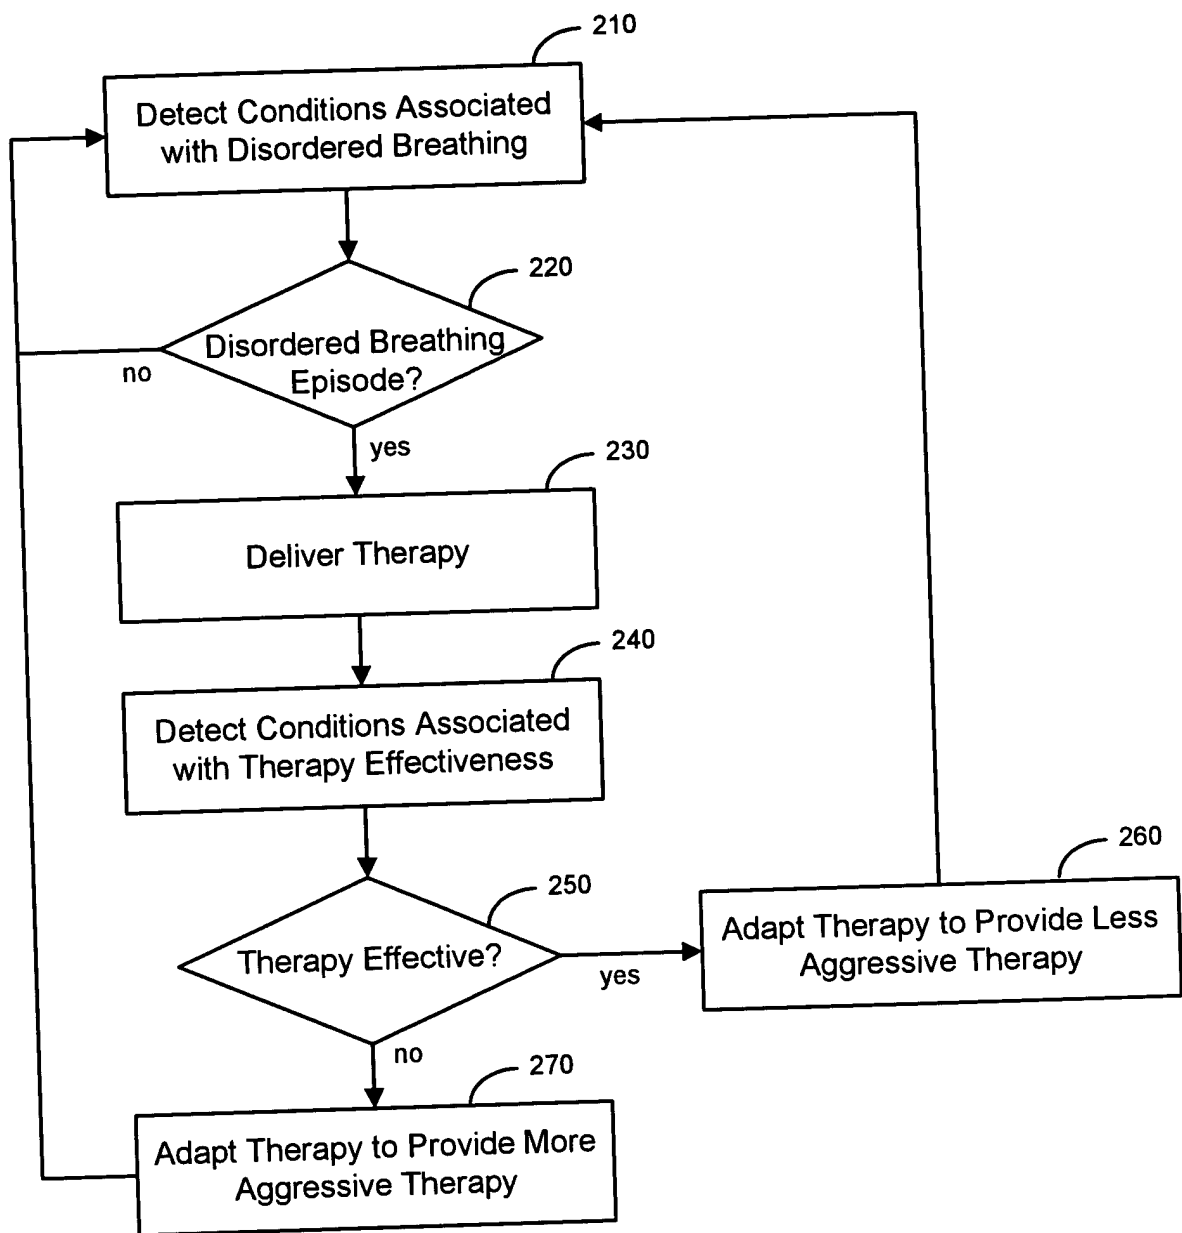 210
Detect Conditions Associated
with Disordered Breathing
220
Disordered Breathing
Episode?
no
yes
230
Deliver Therapy
240
Detect Conditions Associated
with Therapy Effectiveness
250
Therapy Effective?
yes
260
Adapt Therapy to Provide Less
Aggressive Therapy
no
270
Adapt Therapy to Provide More
Aggressive Therapy